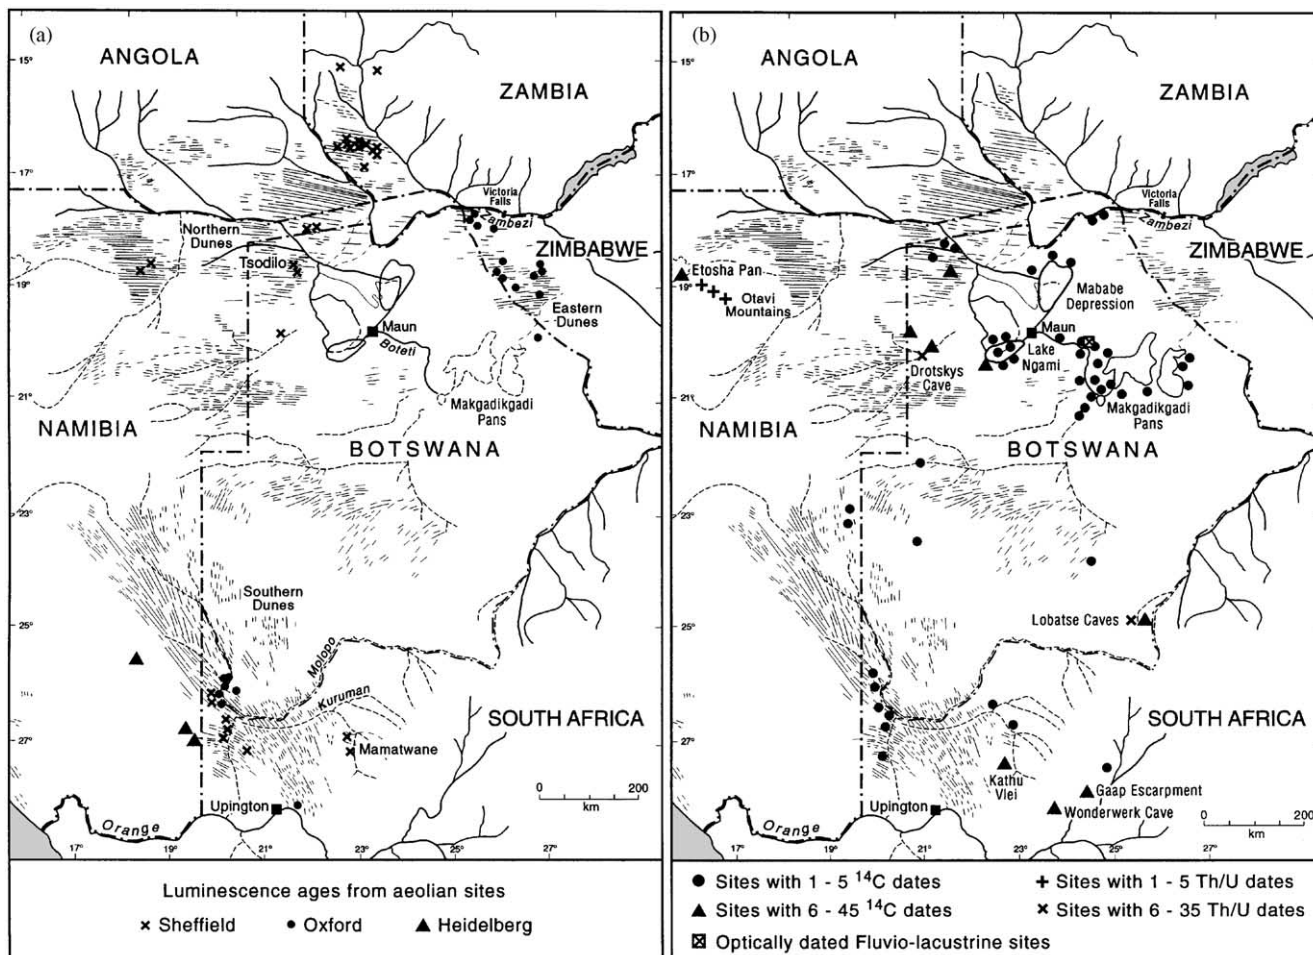 (a)
ANGOLA
15°
ZAMBIA
17°
Victoria
Falls
Zambezi
Northern
Dunes
ZIMBABWE
Tsodilo
19°
Eastern
Dunes
Maun
Boteti
21°
Makgadikgadi
Pans
NAMIBIA
BOTSWANA
23°
Southern
Dunes
25°
Molopo
Kuruman
SOUTH AFRICA
27°
Mamatwane
0 200
km
Upington
Orange
17° 19° 21° 23° 25° 27°
Luminescence ages from aeolian sites
× Sheffield • Oxford ▲ Heidelberg
(b)
15°
ANGOLA
ZAMBIA
17°
Victoria
Falls
Zambezi
ZIMBABWE
Etosha Pan
19°
Otavi
Mountains
Mababe
Depression
Maun
Lake
Ngami
Drotskys
Cave
21°
Makgadikgadi
Pans
NAMIBIA
BOTSWANA
23°
Lobatse Caves
25°
SOUTH AFRICA
27°
Kathu
Vlei
Gaap Escarpment
Wonderwerk Cave
Upington
Orange
0 200
km
17° 19° 21° 23° 25° 27°
● Sites with 1 - 5 ¹⁴C dates + Sites with 1 - 5 Th/U dates
▲ Sites with 6 - 45 ¹⁴C dates × Sites with 6 - 35 Th/U dates
⊠ Optically dated Fluvio-lacustrine sites